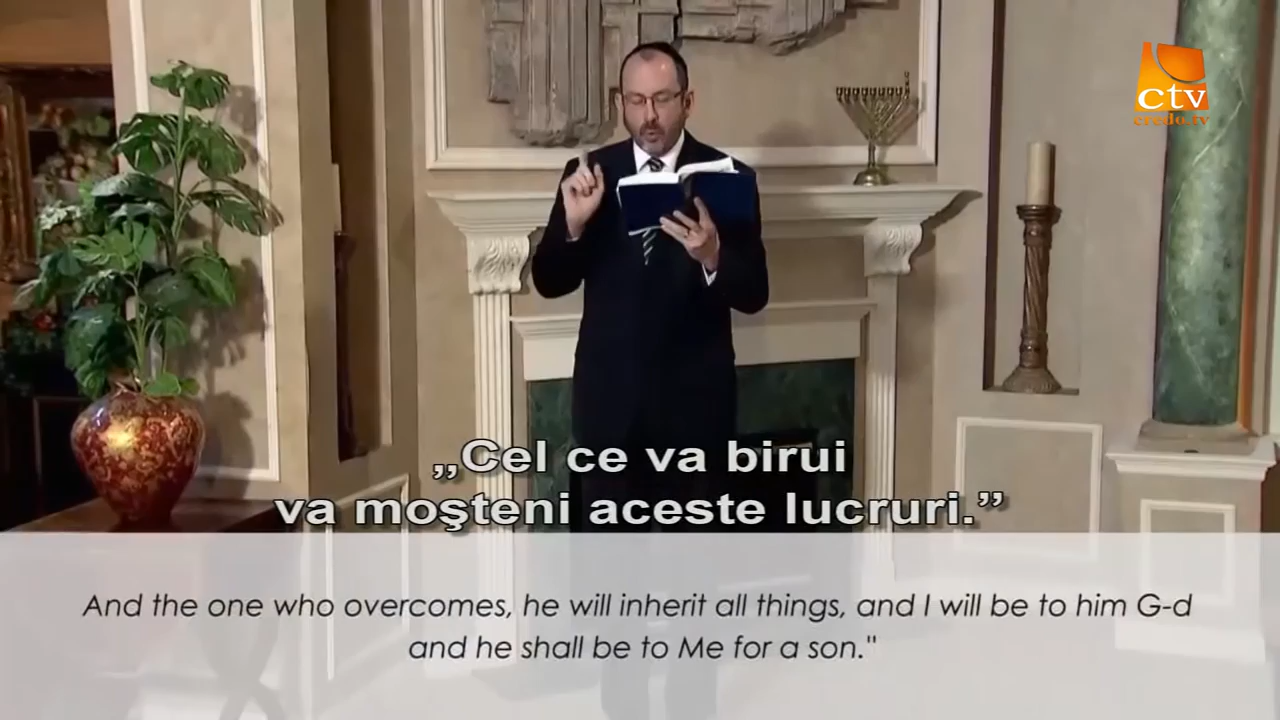 ctv
credo.tv
„Cel ce va birui
va moşteni aceste lucruri.”
And the one who overcomes, he will inherit all things, and I will be to him G-d
and he shall be to Me for a son."